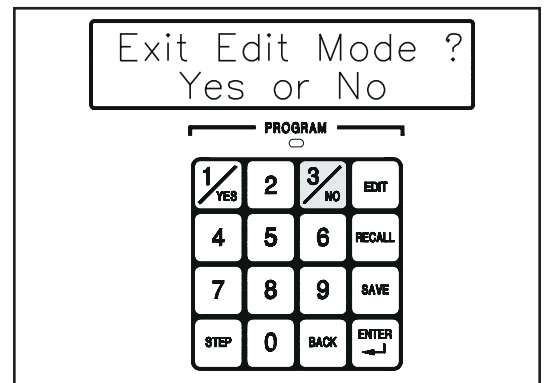 Exit Edit Mode ?
Yes or No
PROGRAM
1/YES 2 3/NO EDIT
4 5 6 RECALL
7 8 9 SAVE
STEP 0 BACK ENTER